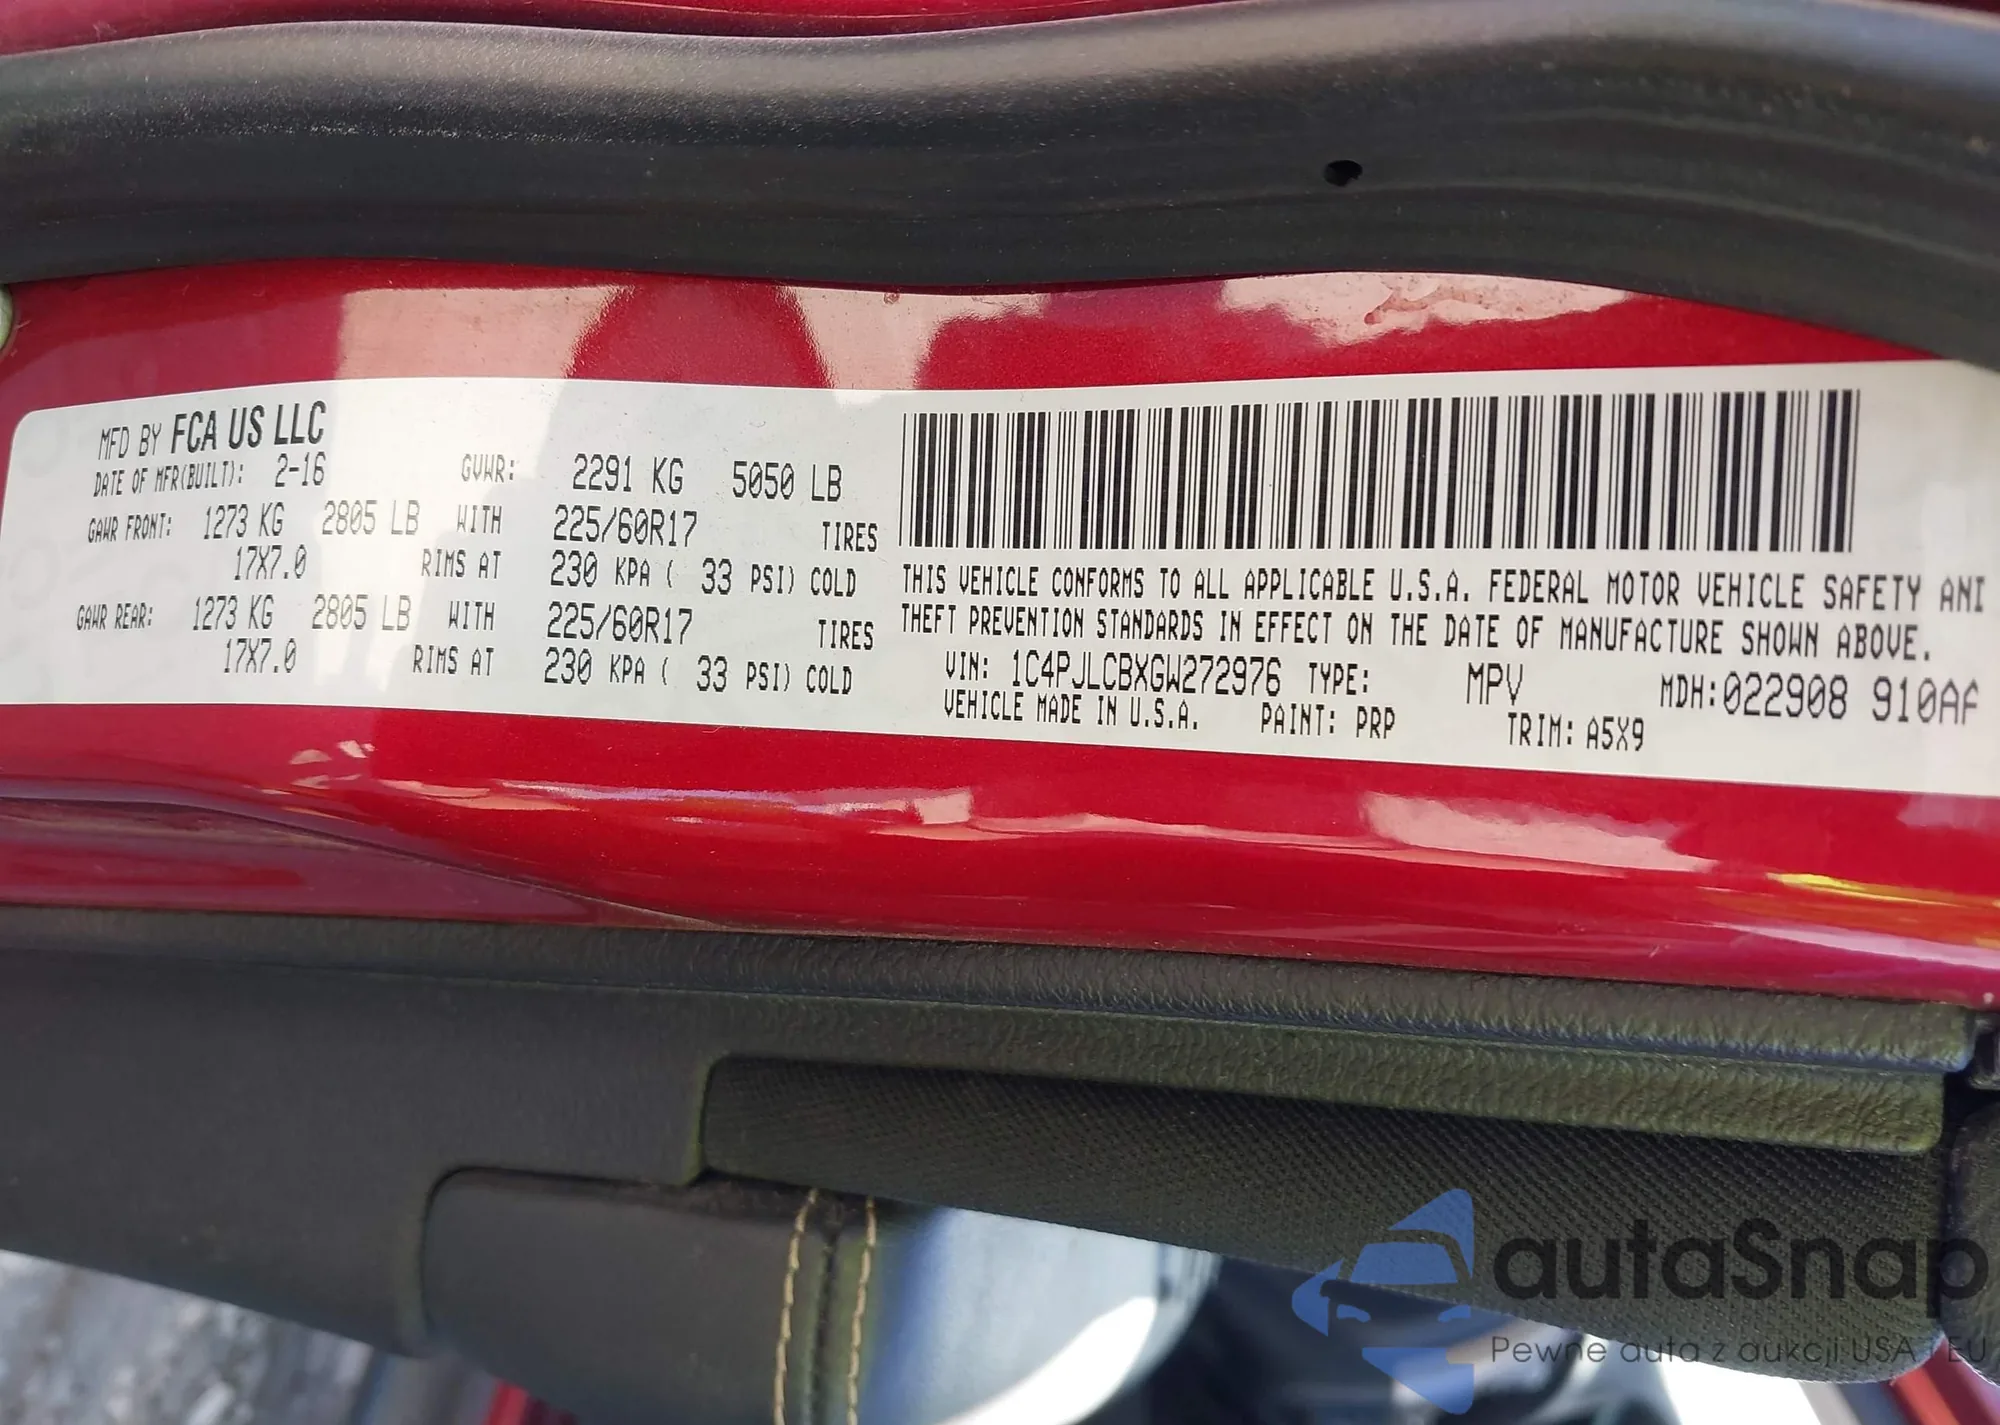 MFD BY FCA US LLC
DATE OF MFR(BUILT): 2-16 GVWR: 2291 KG 5050 LB
GAWR FRONT: 1273 KG 2805 LB WITH 225/60R17 TIRES
17X7.0 RIMS AT 230 KPA ( 33 PSI) COLD
GAWR REAR: 1273 KG 2805 LB WITH 225/60R17 TIRES
17X7.0 RIMS AT 230 KPA ( 33 PSI) COLD
THIS VEHICLE CONFORMS TO ALL APPLICABLE U.S.A. FEDERAL MOTOR VEHICLE SAFETY
THEFT PREVENTION STANDARDS IN EFFECT ON THE DATE OF MANUFACTURE SHOWN ABOVE.
VIN: 1C4PJLCBXGW272976 TYPE: MPV MDH:022908
VEHICLE MADE IN U.S.A. PAINT: PRP TRIM: A5X9
autaSnap
Pewne auta z aukcji USA i EU